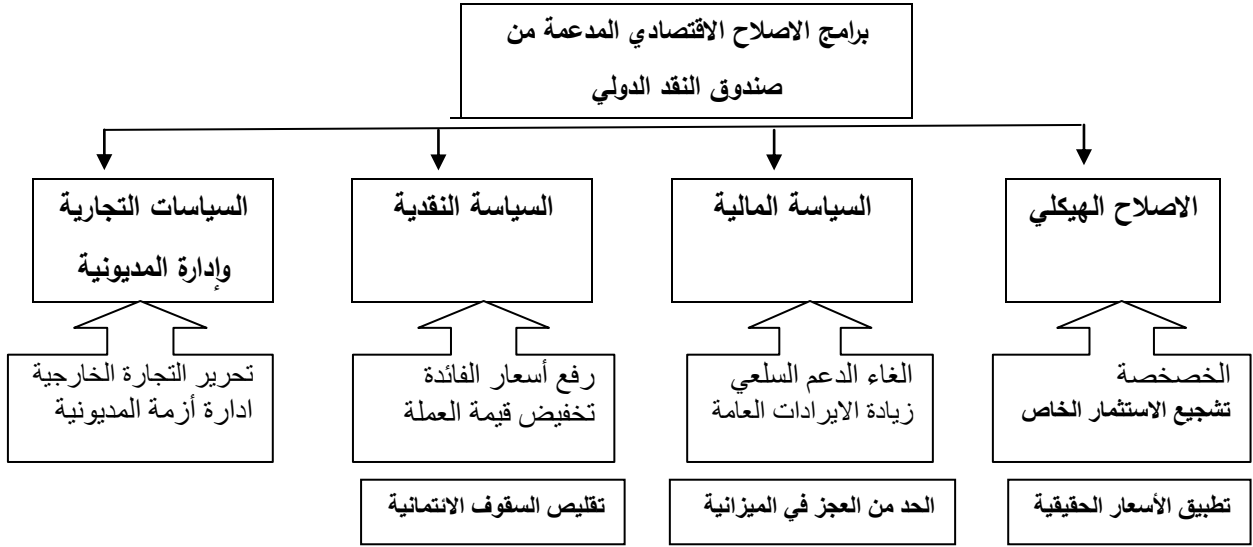 برامج الاصلاح الاقتصادي المدعمة من
صندوق النقد الدولي
الاصلاح الهيكلي
السياسة المالية
السياسة النقدية
السياسات التجارية
وإدارة المديونية
الخصخصة
تشجيع الاستثمار الخاص
الغاء الدعم السلعي
زيادة الايرادات العامة
رفع أسعار الفائدة
تخفيض قيمة العملة
تحرير التجارة الخارجية
ادارة أزمة المديونية
تطبيق الأسعار الحقيقية
الحد من العجز في الميزانية
تقليص السقوف الائتمانية